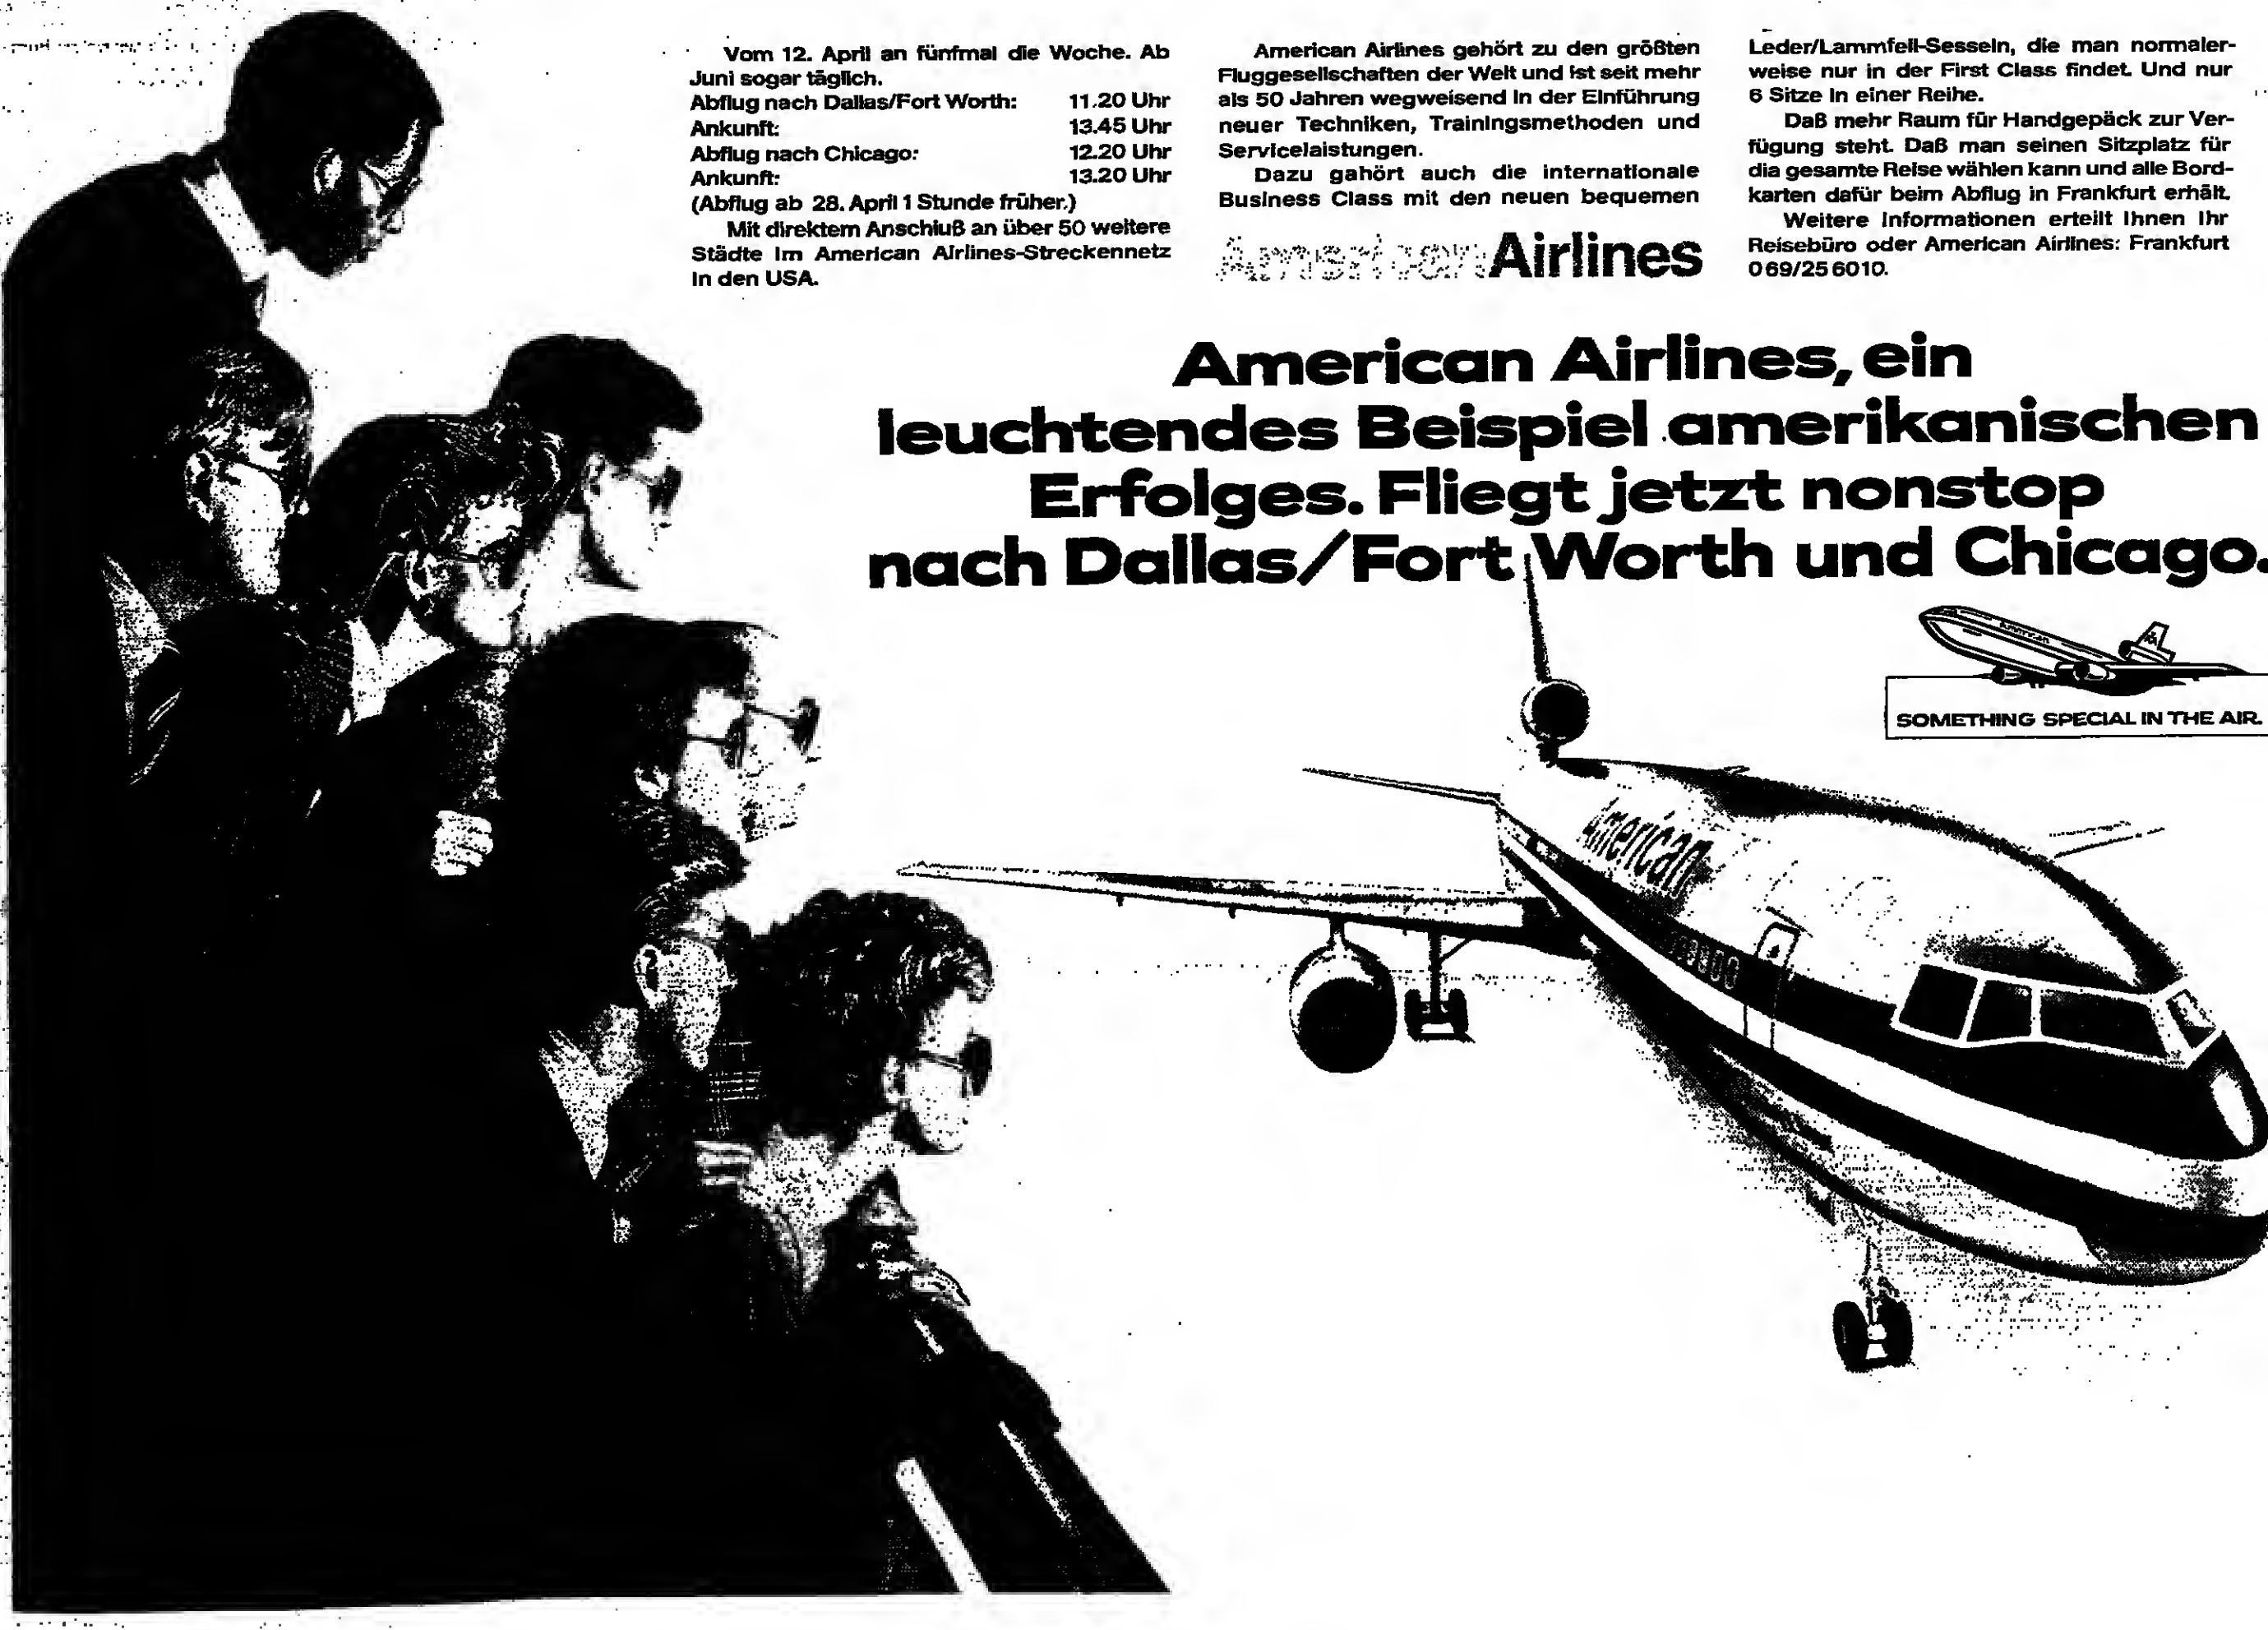 Vom 12. April an fünfmal die Woche. Ab
Juni sogar täglich.
Abflug nach Dallas/Fort Worth: 11.20 Uhr
Ankunft: 13.45 Uhr
Abflug nach Chicago: 12.20 Uhr
Ankunft: 13.20 Uhr
(Abflug ab 28. April 1 Stunde früher.)
Mit direktem Anschluß an über 50 weitere
Städte im American Airlines-Streckennetz
in den USA.
American Airlines gehört zu den größten
Fluggesellschaften der Welt und ist seit mehr
als 50 Jahren wegweisend in der Einführung
neuer Techniken, Trainingsmethoden und
Servicelaistungen.
Dazu gahört auch die internationale
Business Class mit den neuen bequemen
American Airlines
Leder/Lammfell-Sesseln, die man normaler-
weise nur in der First Class findet. Und nur
6 Sitze in einer Reihe.
Daß mehr Raum für Handgepäck zur Ver-
fügung steht. Daß man seinen Sitzplatz für
dia gesamte Reise wählen kann und alle Bord-
karten dafür beim Abflug in Frankfurt erhält.
Weitere Informationen erteilt Ihnen Ihr
Reisebüro oder American Airlines: Frankfurt
069/25 6010.
American Airlines, ein
leuchtendes Beispiel amerikanischen
Erfolges. Fliegt jetzt nonstop
nach Dallas/Fort Worth und Chicago.
American
SOMETHING SPECIAL IN THE AIR.
American